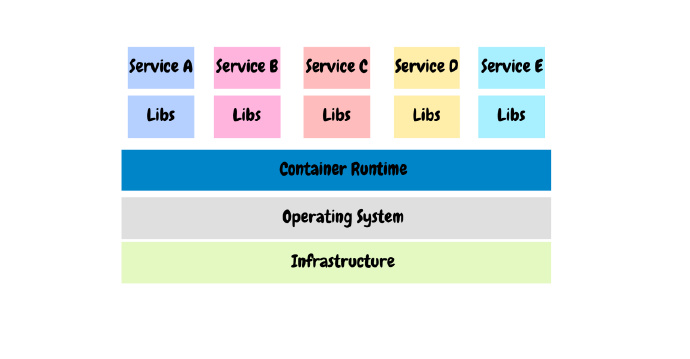 Service A
Service B
Service C
Service D
Service E
Libs
Libs
Libs
Libs
Libs
Container Runtime
Operating System
Infrastructure